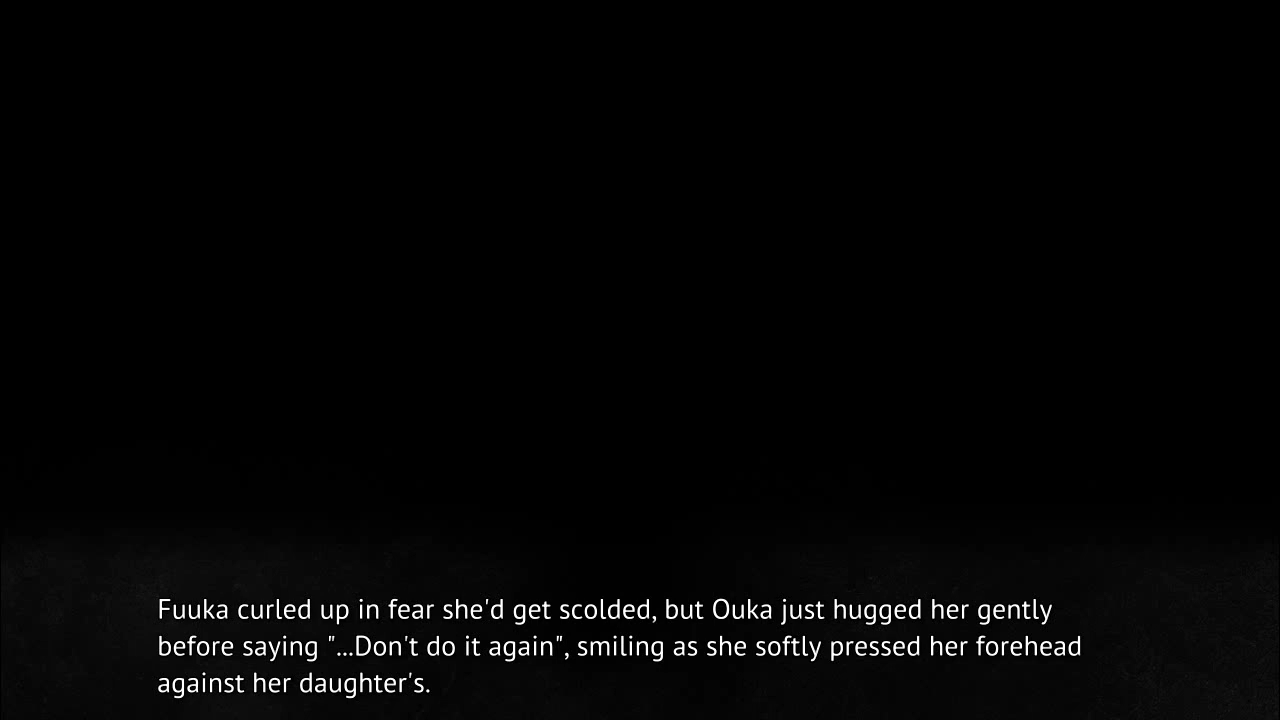 Fuuka curled up in fear she'd get scolded, but Ouka just hugged her gently
before saying "...Don't do it again", smiling as she softly pressed her forehead
against her daughter's.